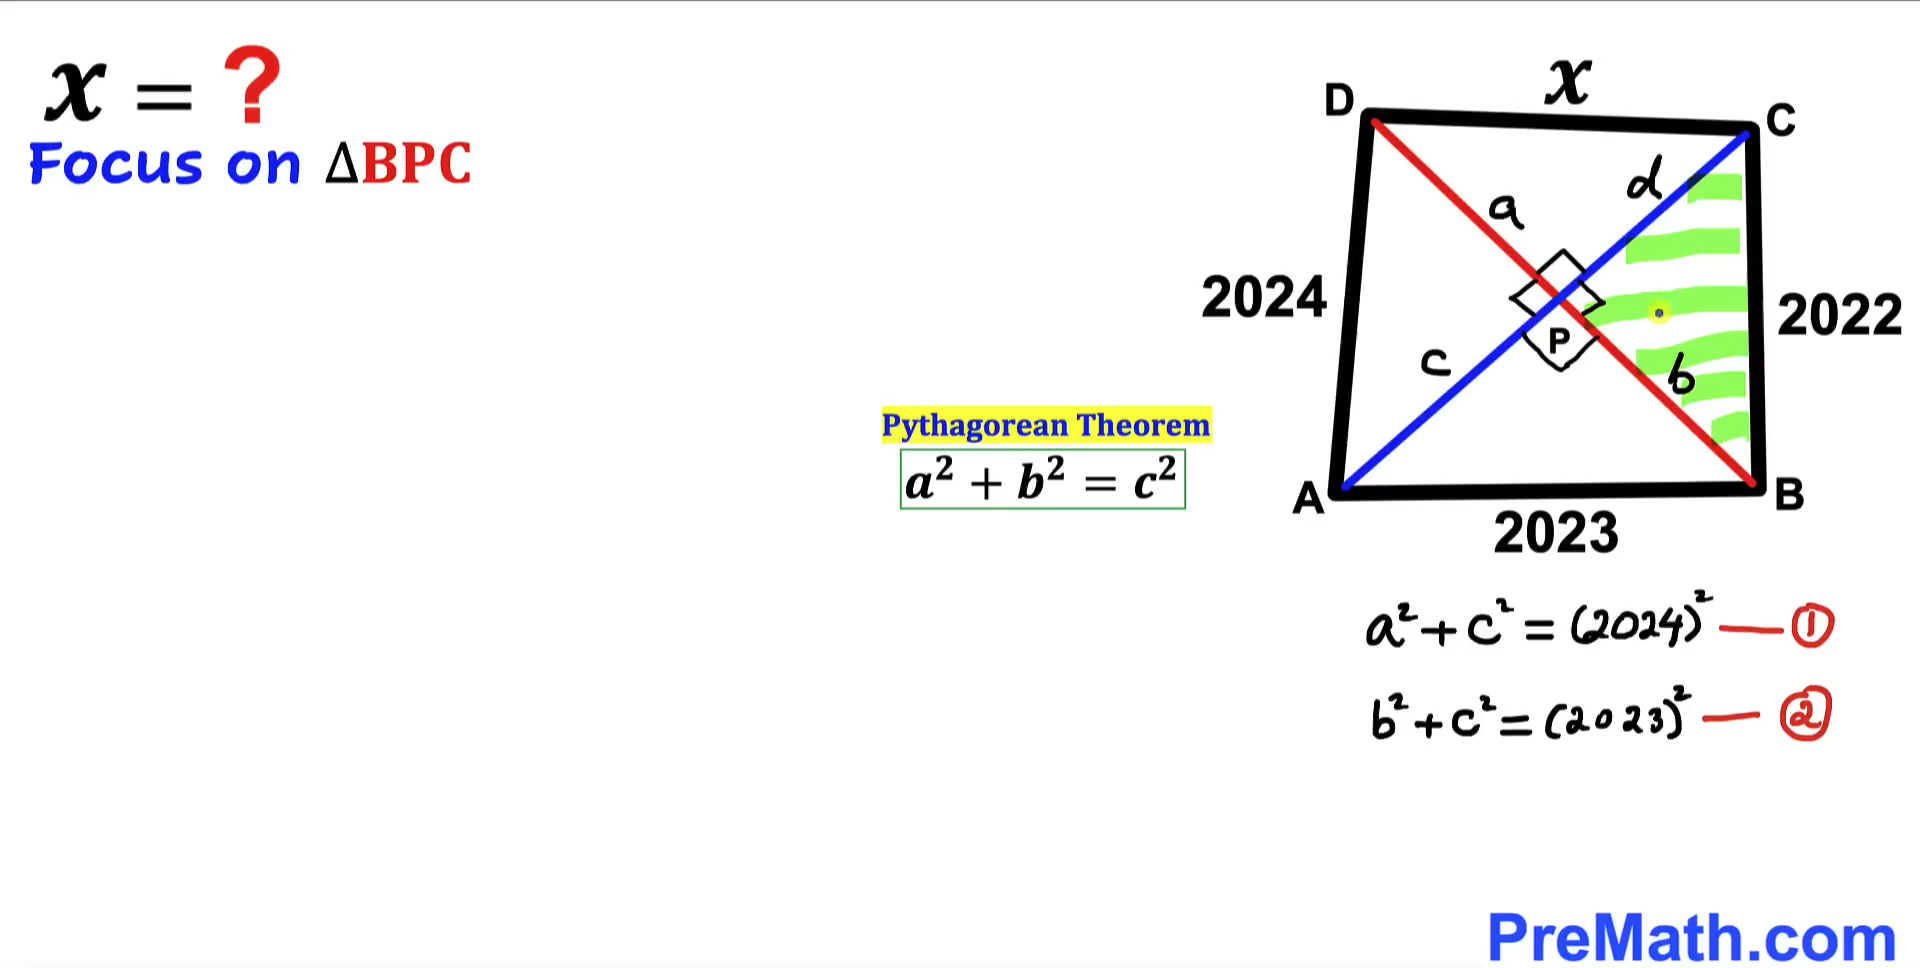 x = ?
Focus on ΔBPC
D
x
C
d
a
2024
2022
P
c
b
Pythagorean Theorem
a² + b² = c²
A
B
2023
a² + c² = (2024)² — ①
b² + c² = (2023)² — ②
PreMath.com